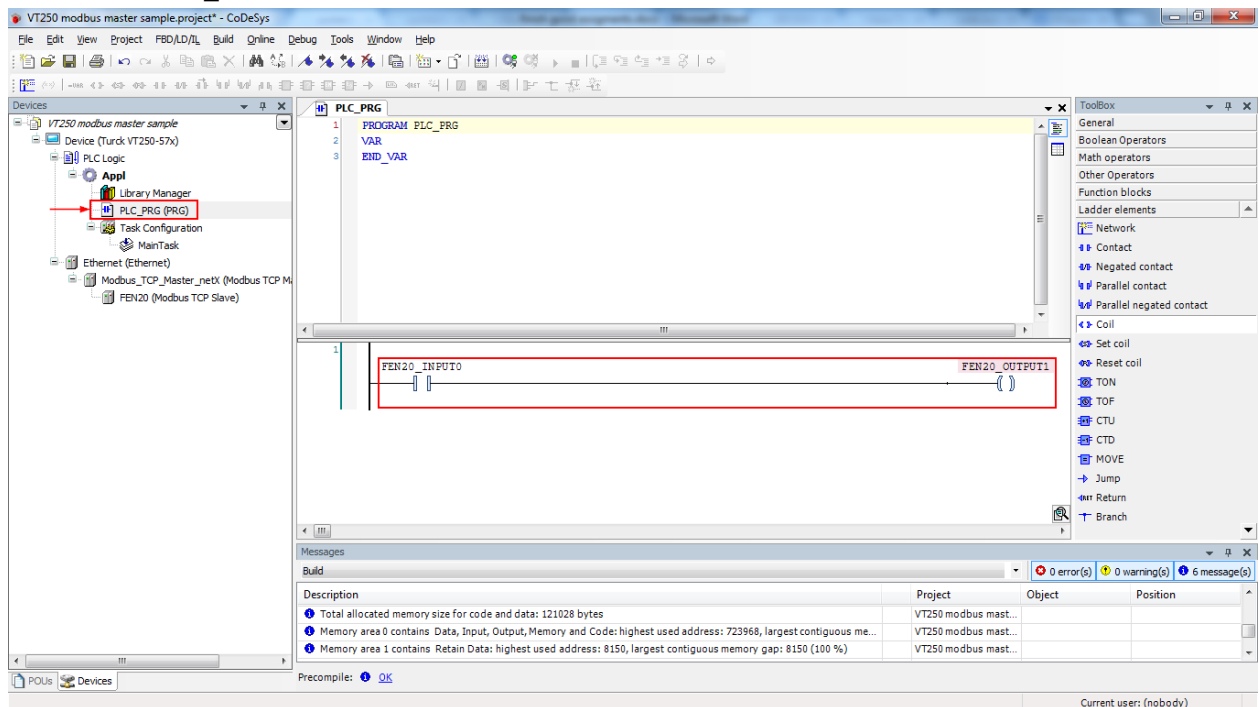 VT250 modbus master sample.project* - CoDeSys
File Edit View Project FBD/LD/IL Build Online Debug Tools Window Help
Devices
VT250 modbus master sample
Device (Turck VT250-57x)
PLC Logic
Appl
Library Manager
PLC_PRG (PRG)
Task Configuration
MainTask
Ethernet (Ethernet)
Modbus_TCP_Master_netX (Modbus TCP M
FEN20 (Modbus TCP Slave)
POUs Devices
PLC_PRG
1 PROGRAM PLC_PRG
2 VAR
3 END_VAR
1
FEN20_INPUT0 FEN20_OUTPUT1
ToolBox
General
Boolean Operators
Math operators
Other Operators
Function blocks
Ladder elements
Network
Contact
Negated contact
Parallel contact
Parallel negated contact
Coil
Set coil
Reset coil
TON
TOF
CTU
CTD
MOVE
Jump
Return
Branch
Messages
Build 0 error(s) 0 warning(s) 6 message(s)
Description Project Object Position
Total allocated memory size for code and data: 121028 bytes VT250 modbus mast...
Memory area 0 contains Data, Input, Output, Memory and Code: highest used address: 723968, largest contiguous me... VT250 modbus mast...
Memory area 1 contains Retain Data: highest used address: 8150, largest contiguous memory gap: 8150 (100 %) VT250 modbus mast...
Precompile: OK
Current user: (nobody)